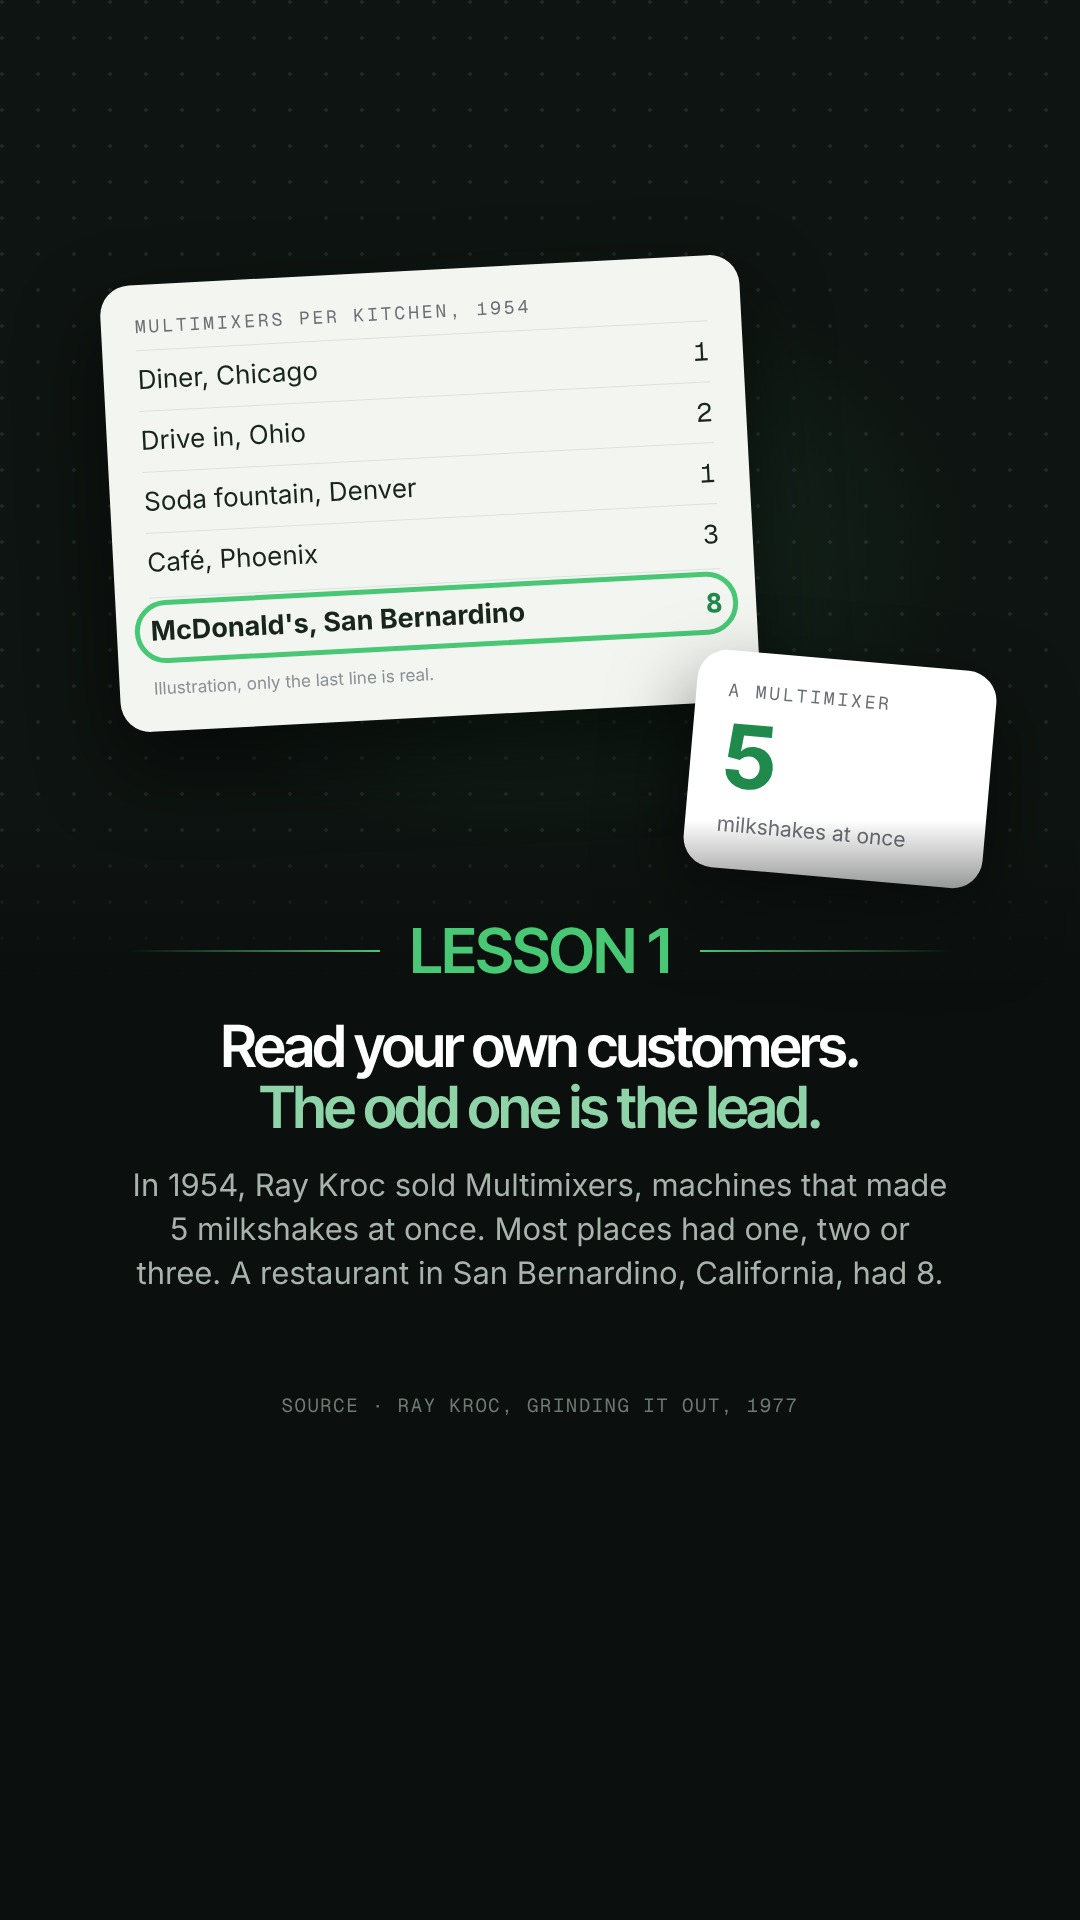 MULTIMIXERS PER KITCHEN, 1954
Diner, Chicago 1
Drive in, Ohio 2
Soda fountain, Denver 1
Café, Phoenix 3
McDonald's, San Bernardino 8
Illustration, only the last line is real.
A MULTIMIXER
5
milkshakes at once
LESSON 1
Read your own customers.
The odd one is the lead.
In 1954, Ray Kroc sold Multimixers, machines that made
5 milkshakes at once. Most places had one, two or
three. A restaurant in San Bernardino, California, had 8.
SOURCE · RAY KROC, GRINDING IT OUT, 1977